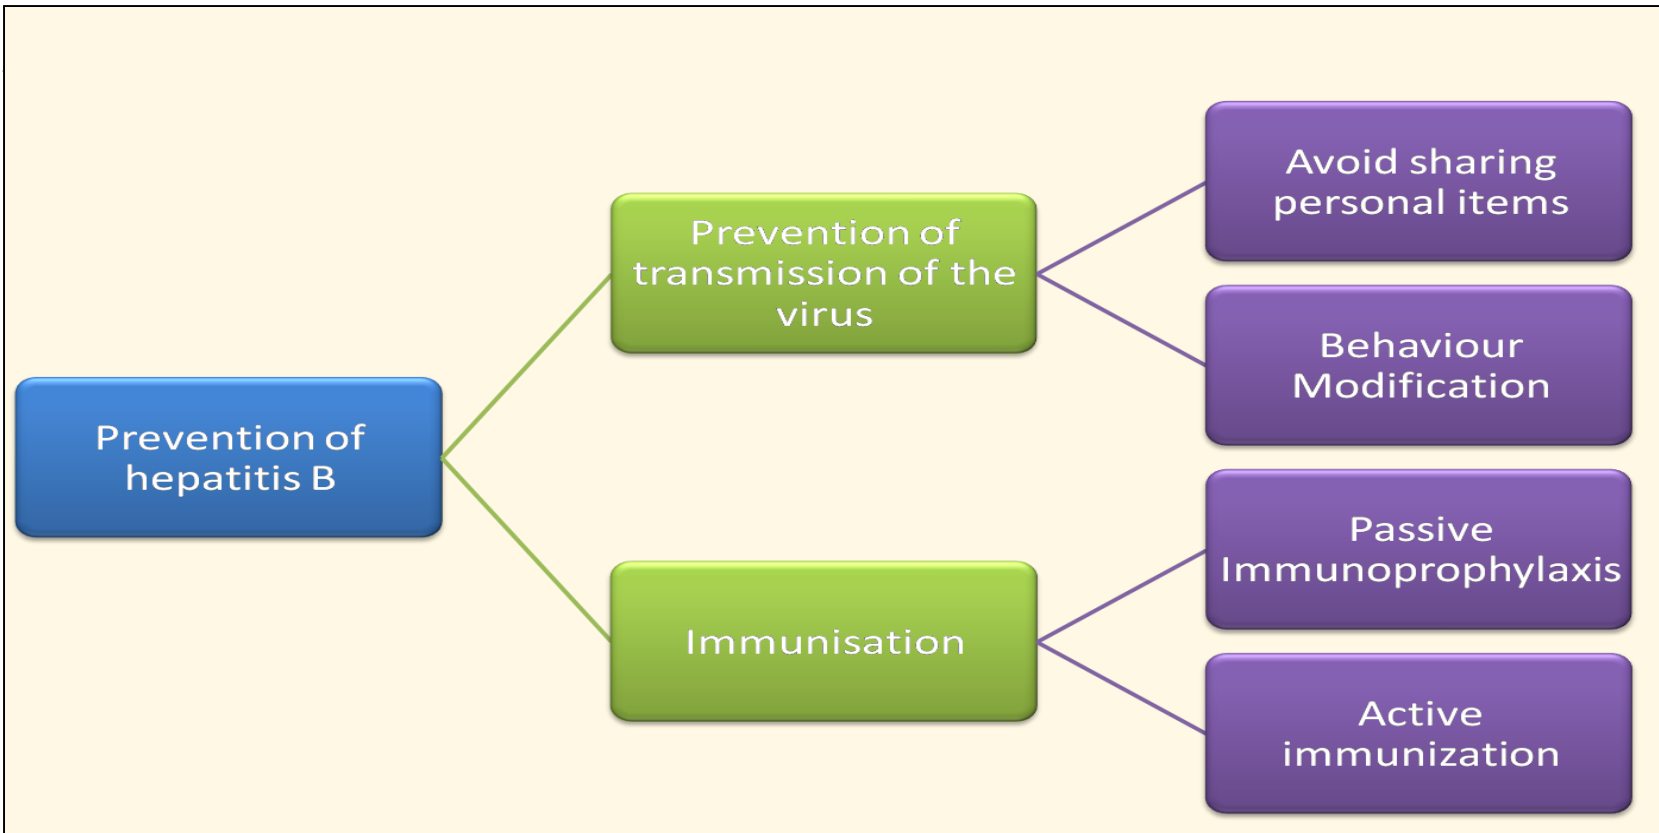 Prevention of
hepatitis B
Prevention of
transmission of the
virus
Immunisation
Avoid sharing
personal items
Behaviour
Modification
Passive
Immunoprophylaxis
Active
immunization